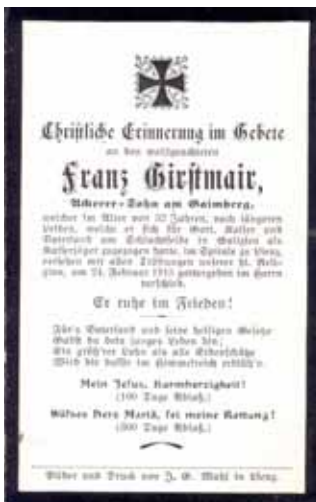 Christliche Erinnerung im Gebete
an den wohlgeachteten
Franz Girstmair,
Ackerer-Sohn am Gaimberg,
welcher im Alter von 32 Jahren, nach längeren
Leiden, welche er sich für Gott, Kaiser und
Vaterland am Schlachtfelde in Galizien als
Kaiserjäger zugezogen hatte, im Spitale zu Lienz,
versehen mit allen Tröstungen unserer hl. Reli-
gion, am 24. Februar 1915 gottergeben im Herrn
verschied.
Er ruhe im Frieden!
Für's Vaterland und seine heiligen Gesetze
Gabst du dein junges Leben hin;
Ein größ'rer Lohn als alle Erdenschätze
Wird dir dafür im Himmelreich erblüh'n.
Mein Jesus, Barmherzigkeit!
(100 Tage Ablaß.)
Süßes Herz Mariä, sei meine Rettung!
(300 Tage Ablaß.)
Bilder und Druck von J. G. Mahl in Lienz.